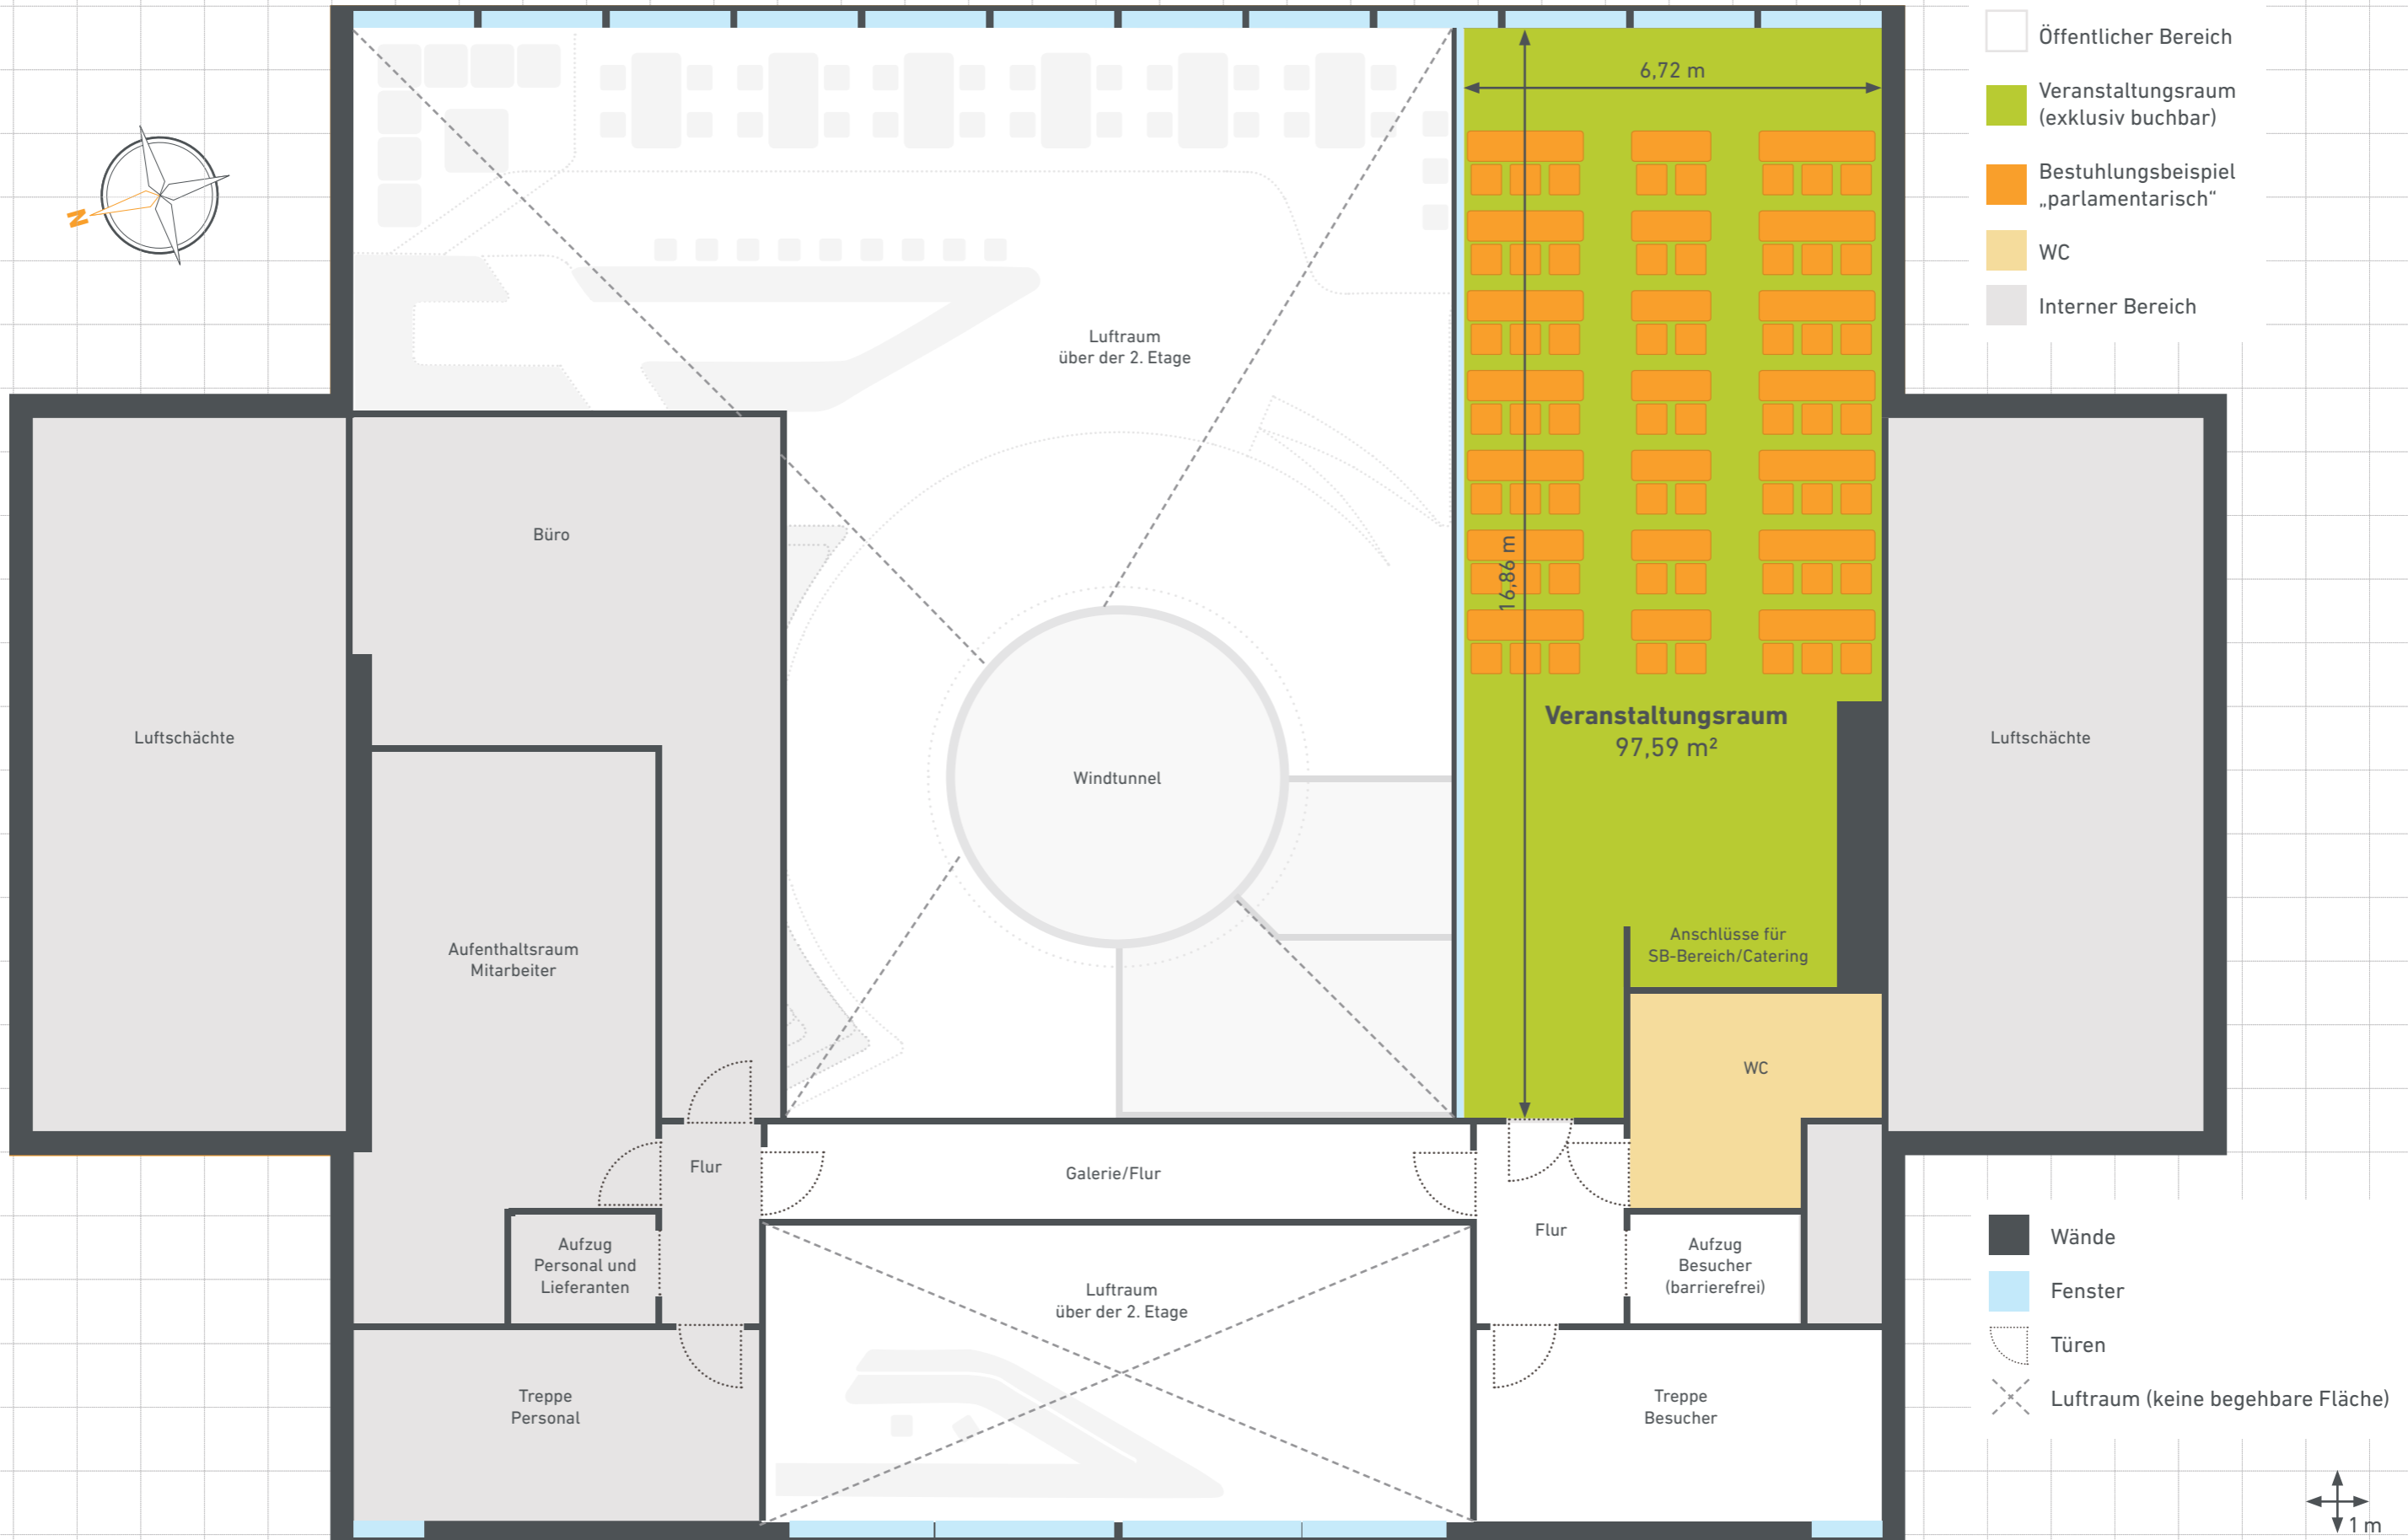 Öffentlicher Bereich
Veranstaltungsraum
(exklusiv buchbar)
Bestuhlungsbeispiel
„parlamentarisch“
WC
Interner Bereich
N
6,72 m
Luftraum
über der 2. Etage
16,86 m
Büro
Luftschächte
Windtunnel
Veranstaltungsraum
97,59 m²
Luftschächte
Aufenthaltsraum
Mitarbeiter
Anschlüsse für
SB-Bereich/Catering
WC
Flur
Galerie/Flur
Flur
Aufzug
Personal und
Lieferanten
Aufzug
Besucher
(barrierefrei)
Luftraum
über der 2. Etage
Treppe
Personal
Treppe
Besucher
Wände
Fenster
Türen
Luftraum (keine begehbare Fläche)
1 m